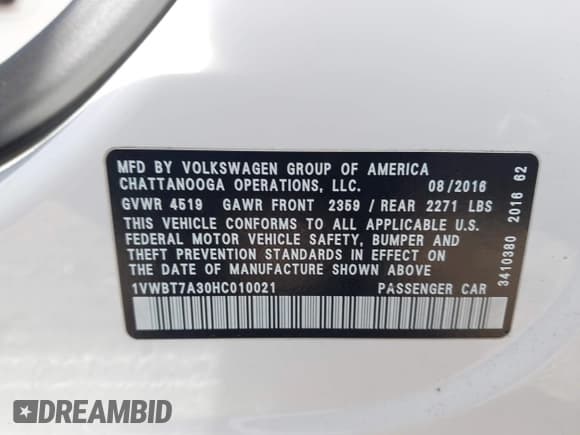 MFD BY VOLKSWAGEN GROUP OF AMERICA
CHATTANOOGA OPERATIONS, LLC. 08/2016
GVWR 4519 GAWR FRONT 2359 / REAR 2271 LBS
THIS VEHICLE CONFORMS TO ALL APPLICABLE U.S.
FEDERAL MOTOR VEHICLE SAFETY, BUMPER AND
THEFT PREVENTION STANDARDS IN EFFECT ON
THE DATE OF MANUFACTURE SHOWN ABOVE
1VWBT7A30HC010021 PASSENGER CAR
3410380 2016 62
DREAMBID